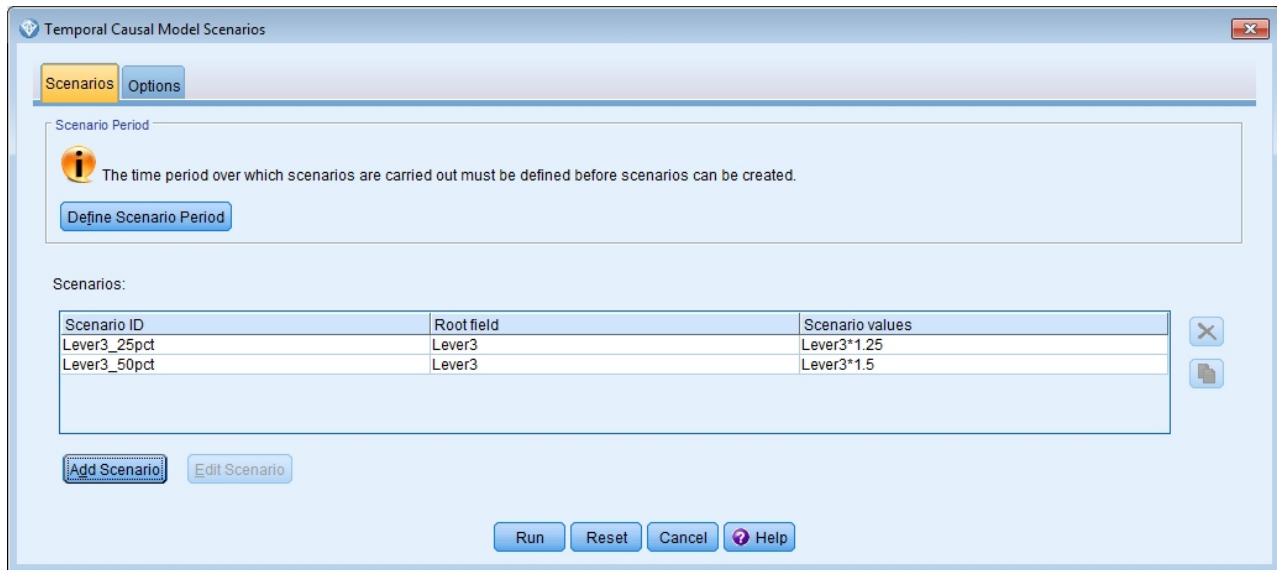 Temporal Causal Model Scenarios
Scenarios Options
Scenario Period
The time period over which scenarios are carried out must be defined before scenarios can be created.
Define Scenario Period
Scenarios:
Scenario ID Root field Scenario values
Lever3_25pct Lever3 Lever3*1.25
Lever3_50pct Lever3 Lever3*1.5
Add Scenario Edit Scenario
Run Reset Cancel Help